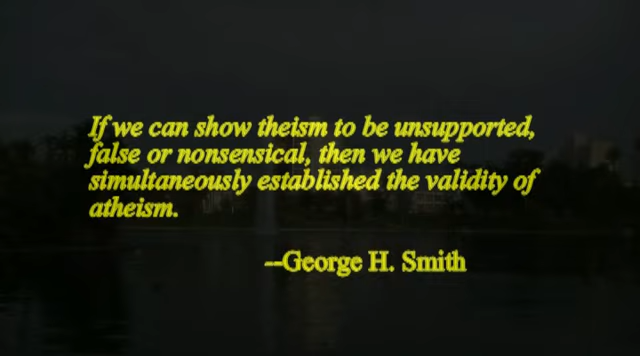 If we can show theism to be unsupported,
false or nonsensical, then we have
simultaneously established the validity of
atheism.
--George H. Smith